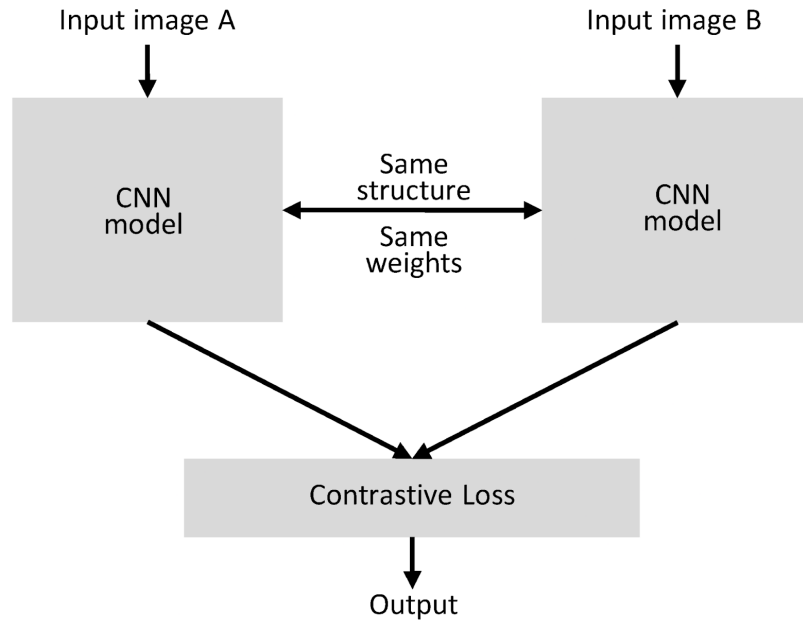 Input image A
Input image B
CNN
model
Same
structure
Same
weights
CNN
model
Contrastive Loss
Output